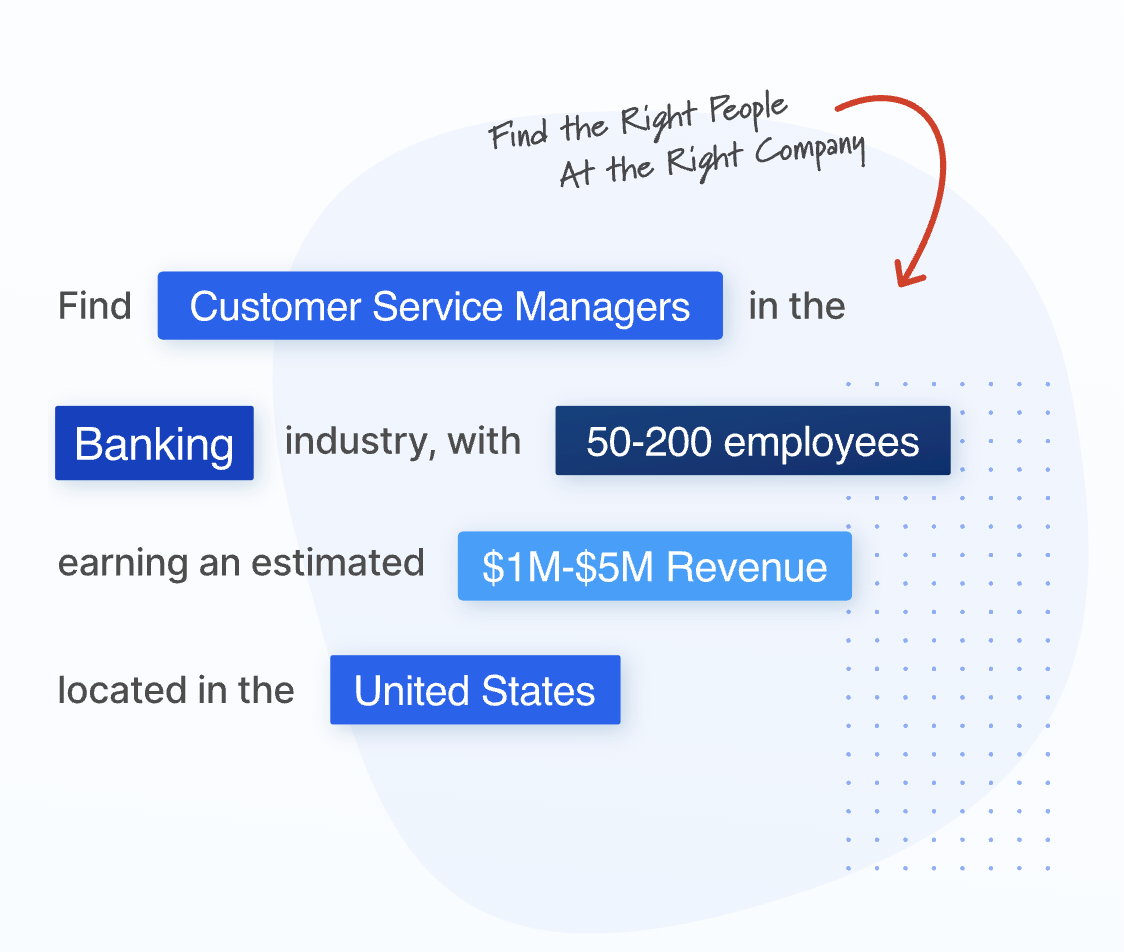 Find the Right People
At the Right Company
Find Customer Service Managers in the
Banking industry, with 50-200 employees
earning an estimated $1M-$5M Revenue
located in the United States